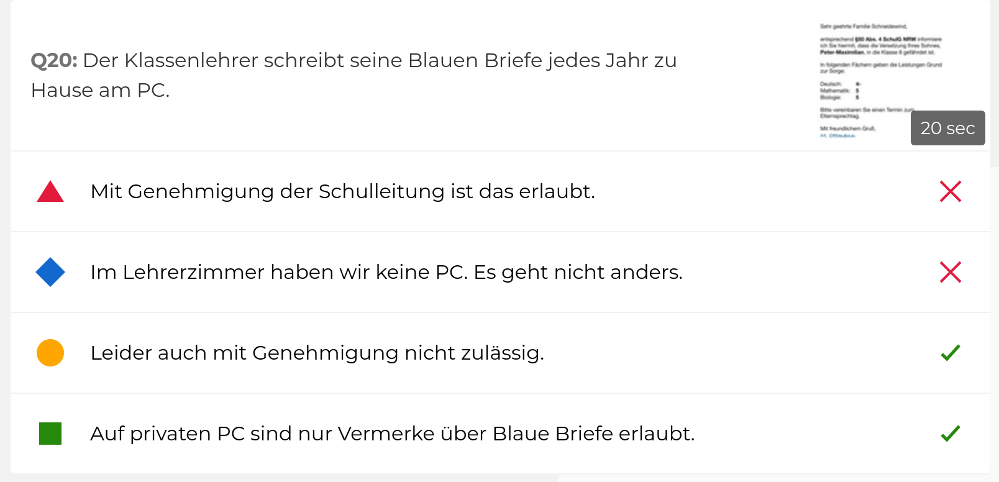 Q20: Der Klassenlehrer schreibt seine Blauen Briefe jedes Jahr zu
Hause am PC.
Sehr geehrte Familie Schneidewind,
entsprechend §50 Abs. 4 SchulG NRW informiere
ich Sie hiermit, dass die Versetzung Ihres Sohnes,
Peter-Maximilian, in die Klasse 8 gefährdet ist.
In folgenden Fächern geben die Leistungen Grund
zur Sorge:
Deutsch: 4-
Mathematik: 5
Biologie: 5
Bitte vereinbaren Sie einen Termin zum
Elternsprechtag.
Mit freundlichem Gruß,
M. Ottmann
20 sec
Mit Genehmigung der Schulleitung ist das erlaubt.
Im Lehrerzimmer haben wir keine PC. Es geht nicht anders.
Leider auch mit Genehmigung nicht zulässig.
Auf privaten PC sind nur Vermerke über Blaue Briefe erlaubt.